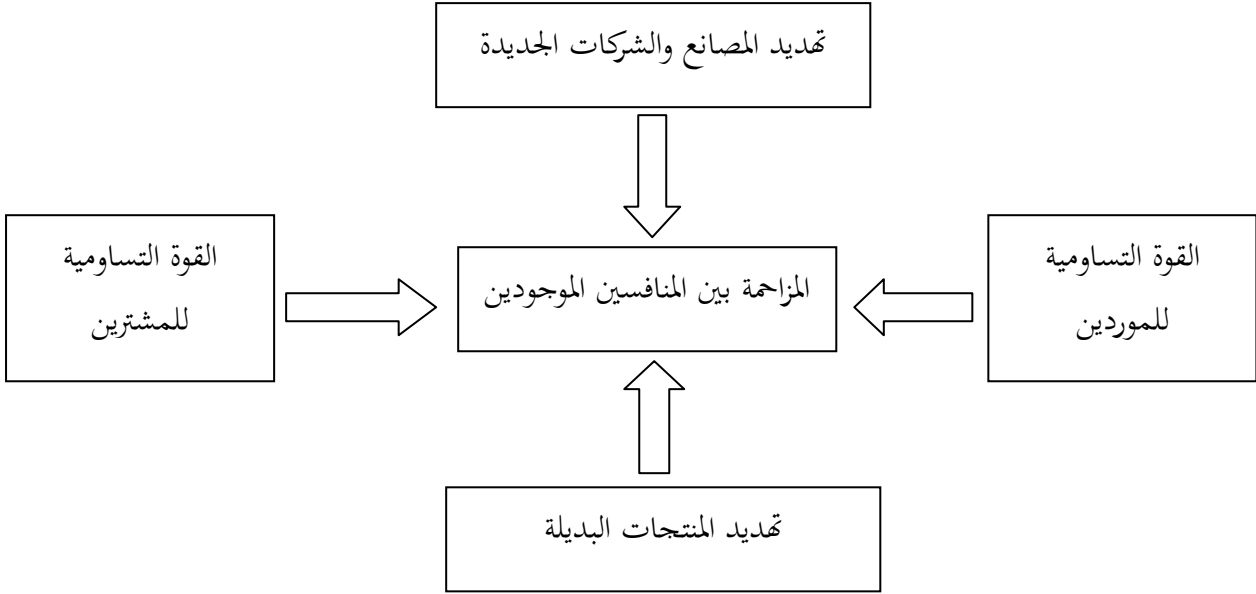 تهديد المصانع والشركات الجديدة
القوة التساومية
للموردين
المزاحمة بين المنافسين الموجودين
القوة التساومية
للمشترين
تهديد المنتجات البديلة